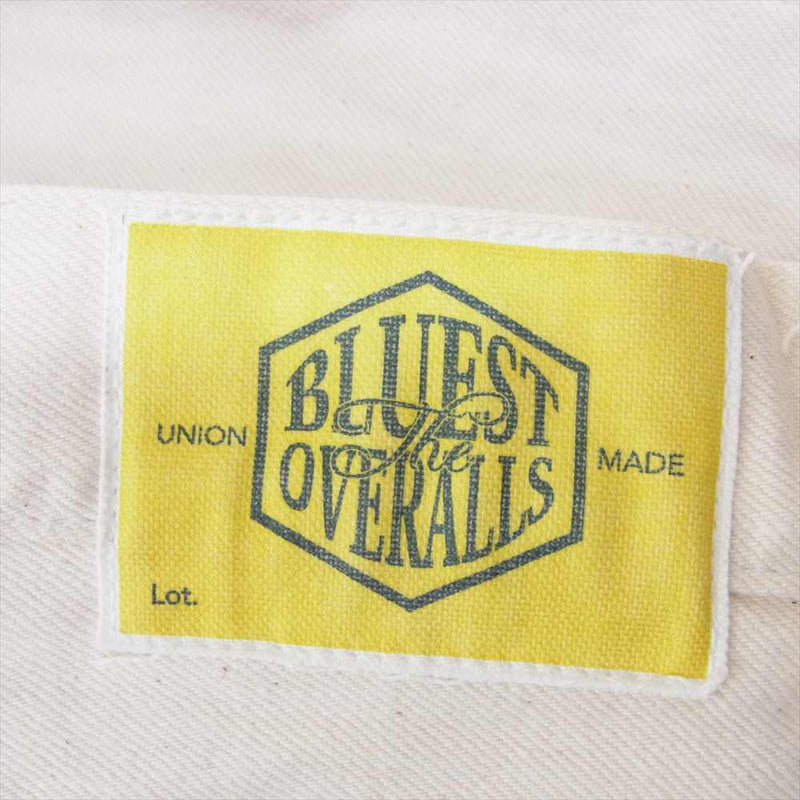 BLUEST
The
OVERALLS
UNION MADE
Lot.